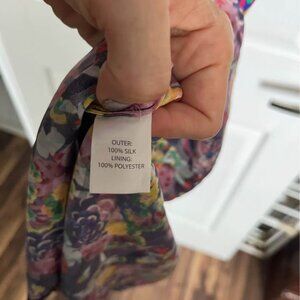 OUTER:
100% SILK
LINING:
100% POLYESTER